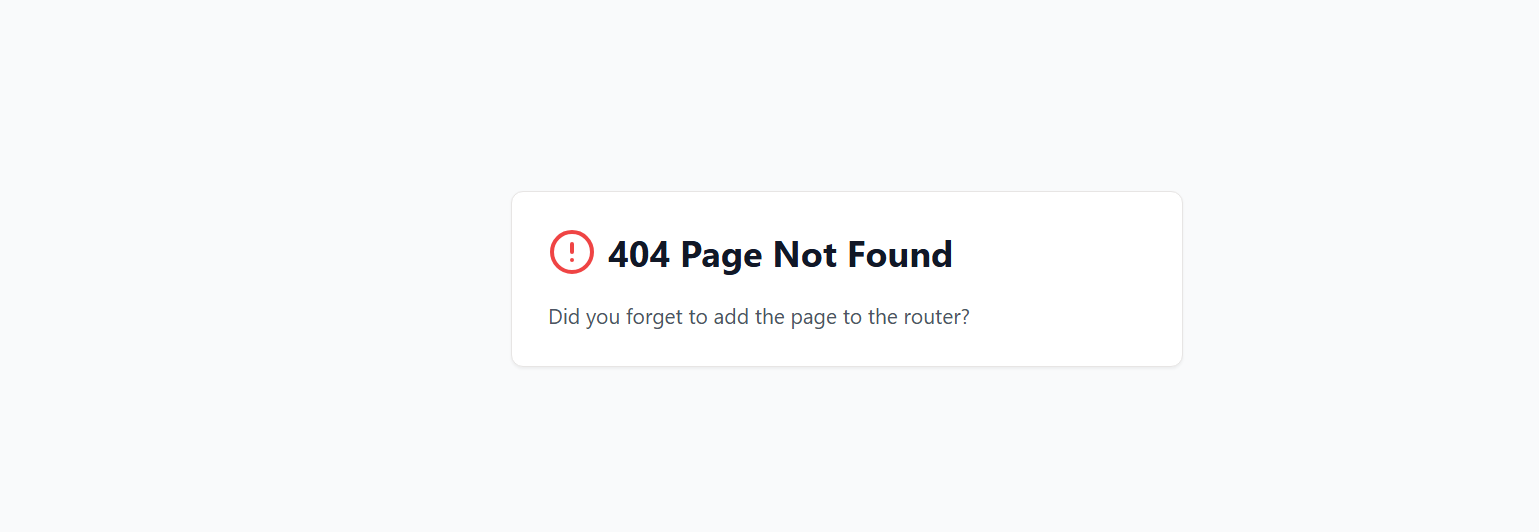 404 Page Not Found
Did you forget to add the page to the router?